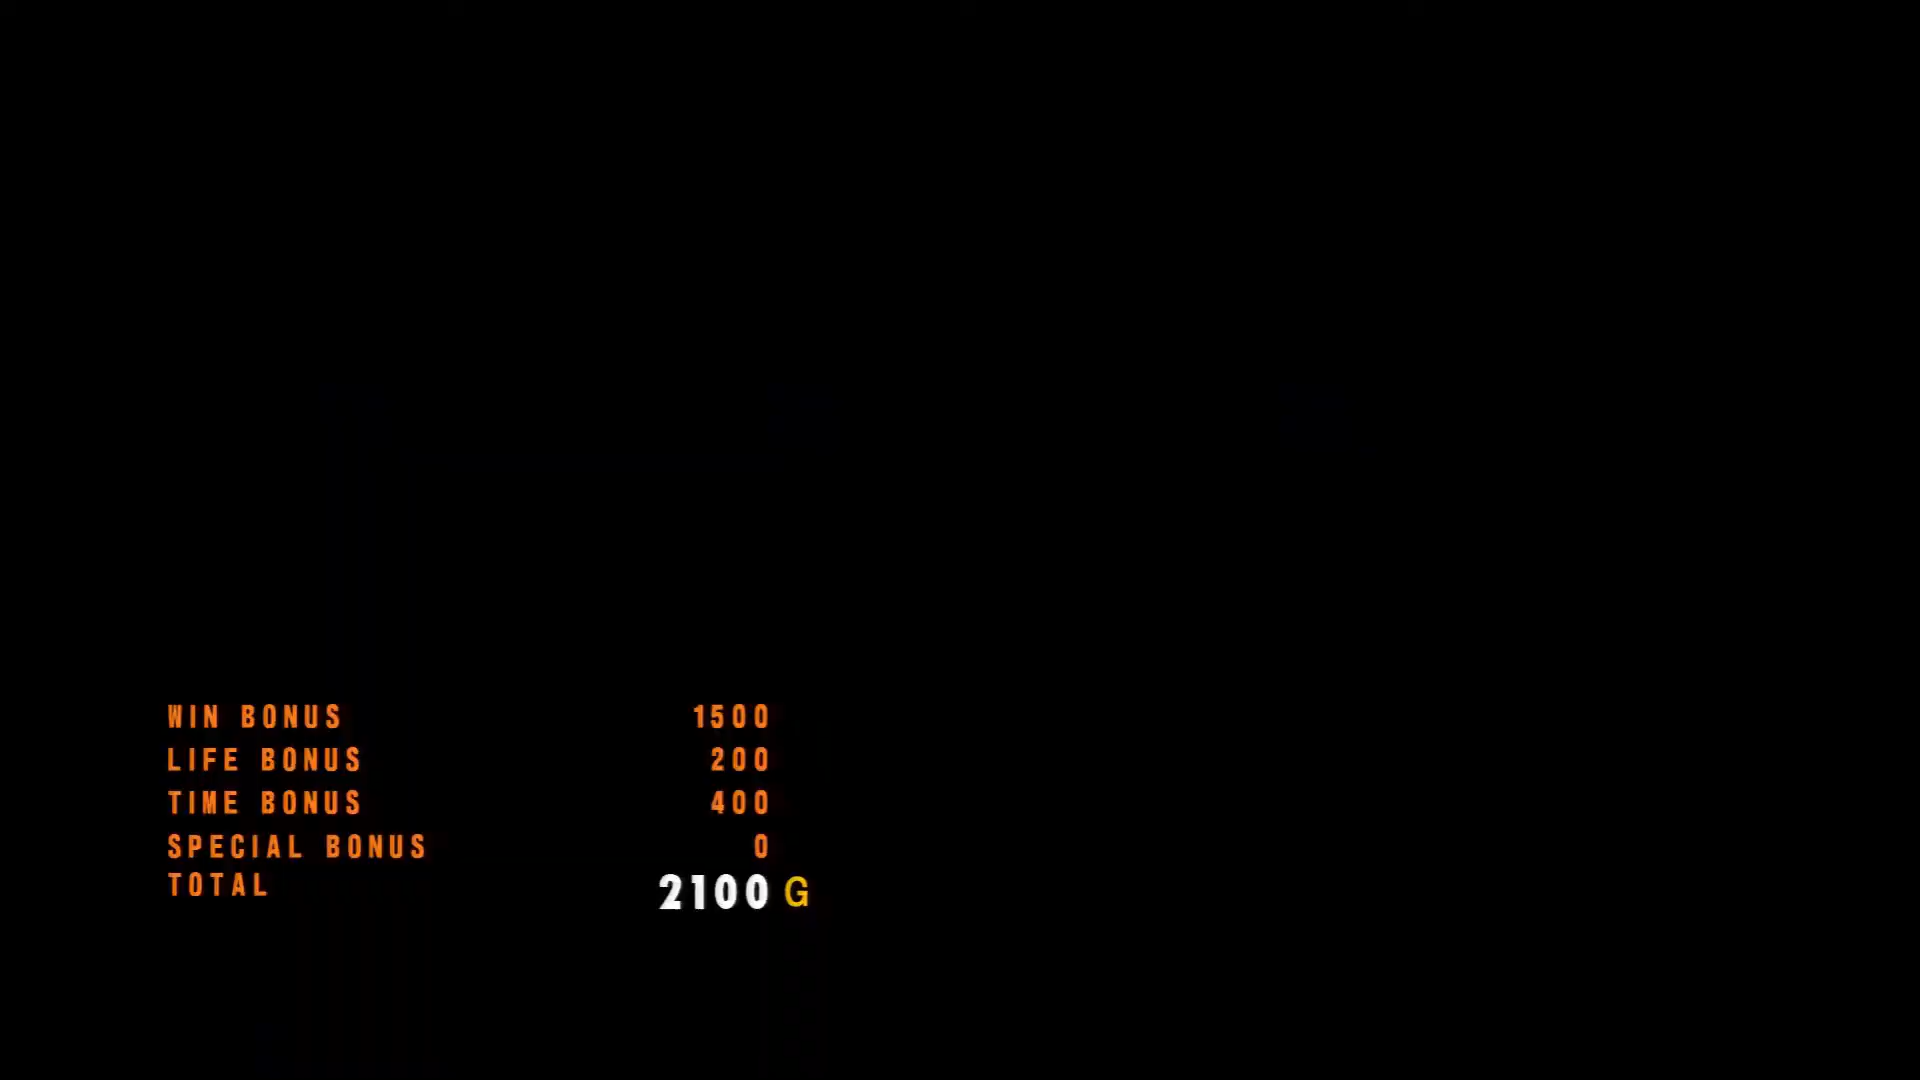 WIN BONUS 1500
LIFE BONUS 200
TIME BONUS 400
SPECIAL BONUS 0
TOTAL 2100 G